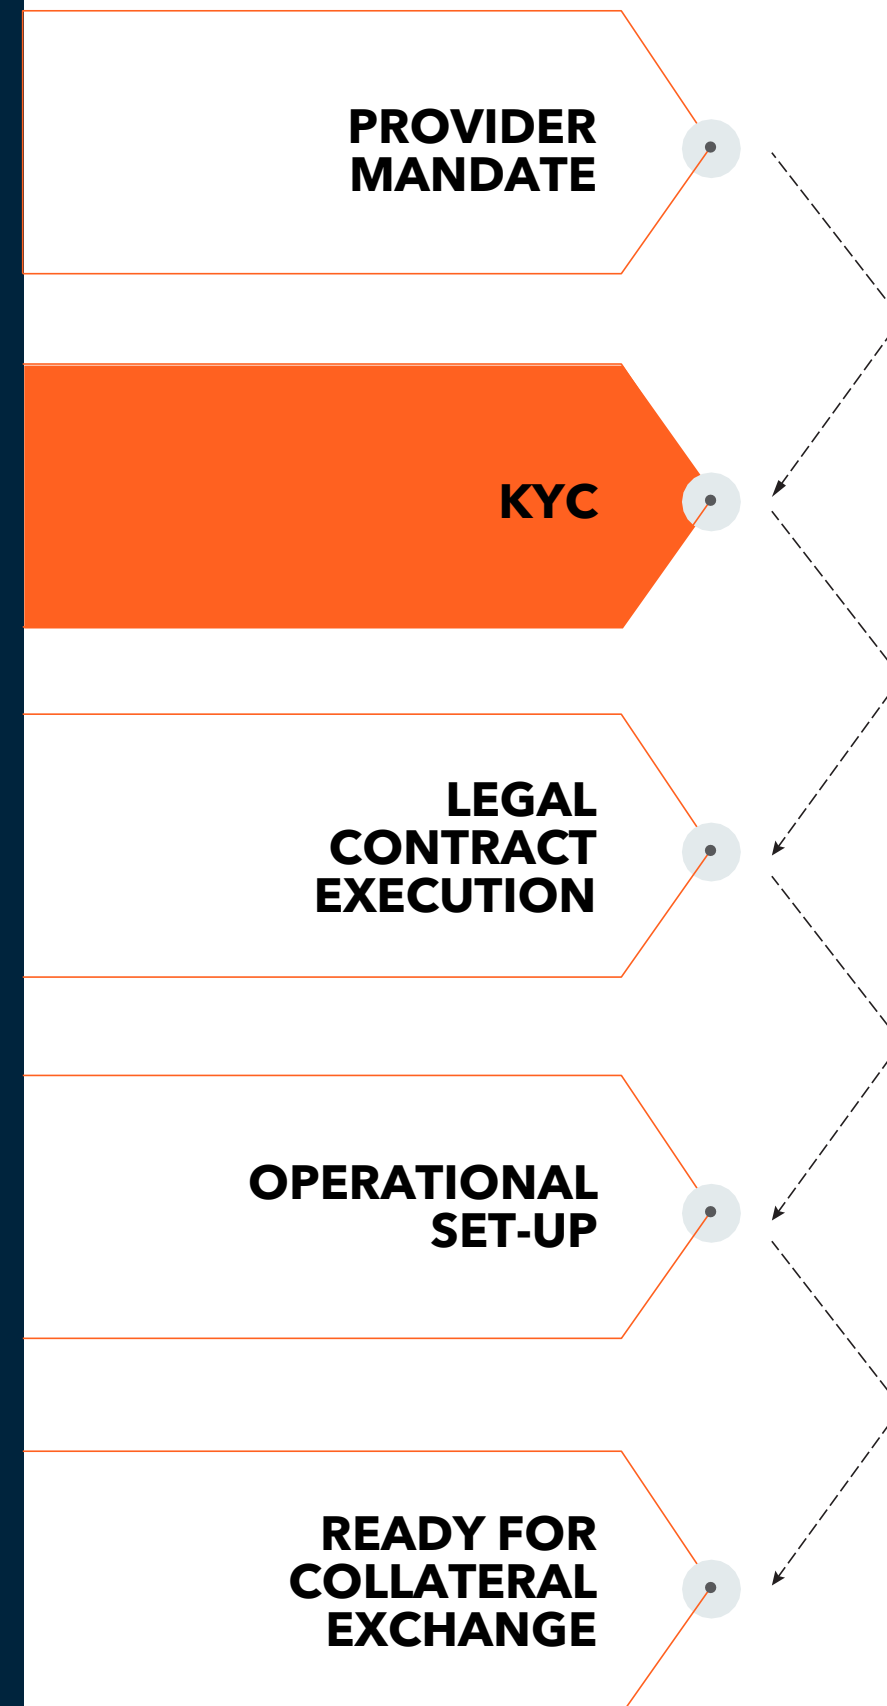 PROVIDER
MANDATE
KYC
LEGAL
CONTRACT
EXECUTION
OPERATIONAL
SET-UP
READY FOR
COLLATERAL
EXCHANGE